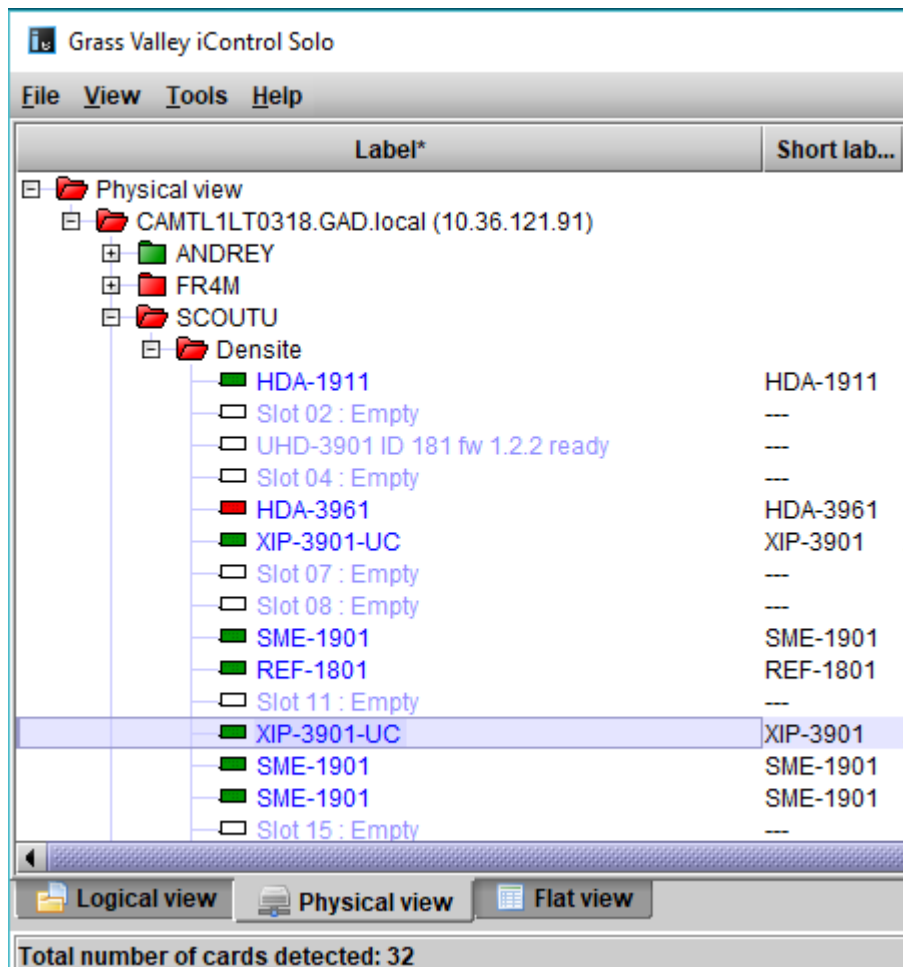 Grass Valley iControl Solo
File View Tools Help
Label* Short lab...
Physical view
CAMTL1LT0318.GAD.local (10.36.121.91)
ANDREY
FR4M
SCOUTU
Densite
HDA-1911 HDA-1911
Slot 02 : Empty ---
UHD-3901 ID 181 fw 1.2.2 ready ---
Slot 04 : Empty ---
HDA-3961 HDA-3961
XIP-3901-UC XIP-3901
Slot 07 : Empty ---
Slot 08 : Empty ---
SME-1901 SME-1901
REF-1801 REF-1801
Slot 11 : Empty ---
XIP-3901-UC XIP-3901
SME-1901 SME-1901
SME-1901 SME-1901
Slot 15 : Empty ---
Logical view Physical view Flat view
Total number of cards detected: 32